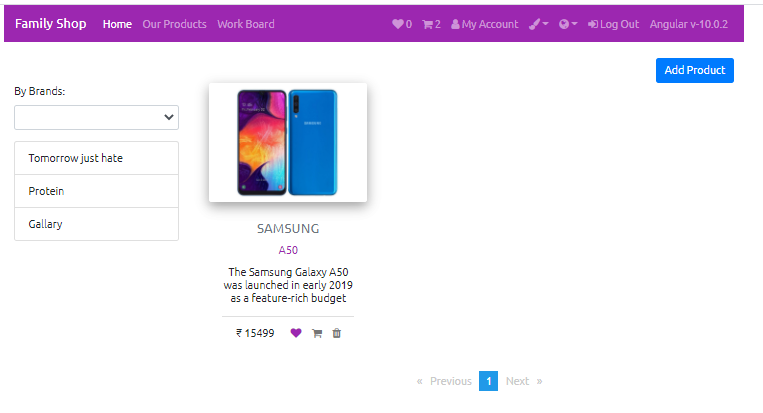 Family Shop Home Our Products Work Board 0 2 My Account Log Out Angular v-10.0.2
Add Product
By Brands:
Tomorrow just hate
Protein
Gallary
SAMSUNG
A50
The Samsung Galaxy A50
was launched in early 2019
as a feature-rich budget
₹ 15499
« Previous 1 Next »